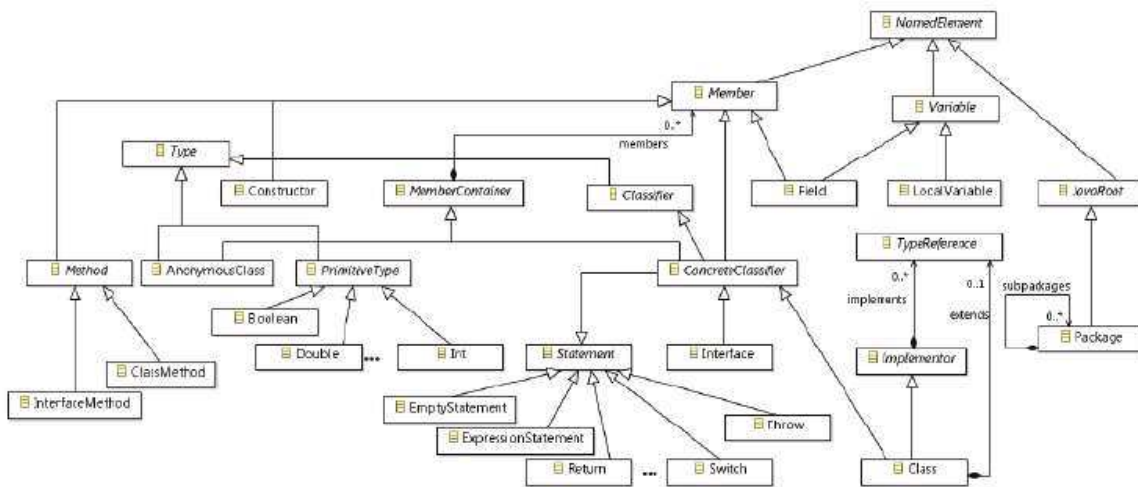 NamedElement
Member
Variable
0..*
members
Type
Constructor
MemberContainer
Classifier
Field
LocalVariable
JavaRoot
TypeReference
Method
AnonymousClass
PrimitiveType
ConcreteClassifier
0..*
0..1
implements
extends
subpackages
0..*
Boolean
Double
...
Int
Statement
Interface
Implementor
Package
ClassMethod
InterfaceMethod
EmptyStatement
ExpressionStatement
Throw
Return
...
Switch
Class